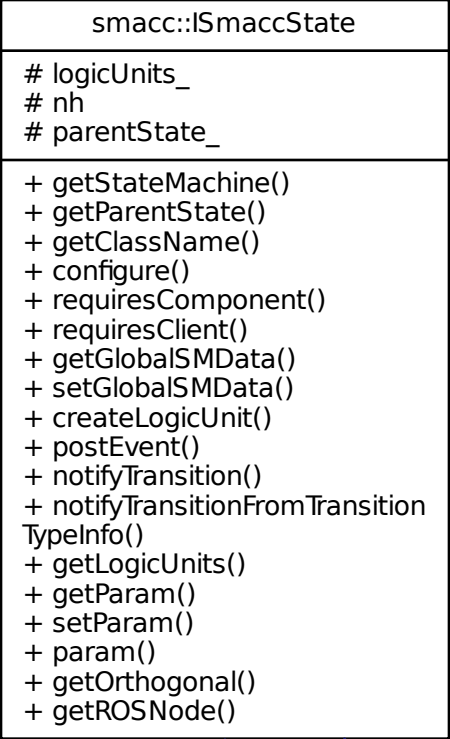 smacc::ISmaccState
# logicUnits_
# nh
# parentState_
+ getStateMachine()
+ getParentState()
+ getClassName()
+ configure()
+ requiresComponent()
+ requiresClient()
+ getGlobalSMData()
+ setGlobalSMData()
+ createLogicUnit()
+ postEvent()
+ notifyTransition()
+ notifyTransitionFromTransition
TypeInfo()
+ getLogicUnits()
+ getParam()
+ setParam()
+ param()
+ getOrthogonal()
+ getROSNode()